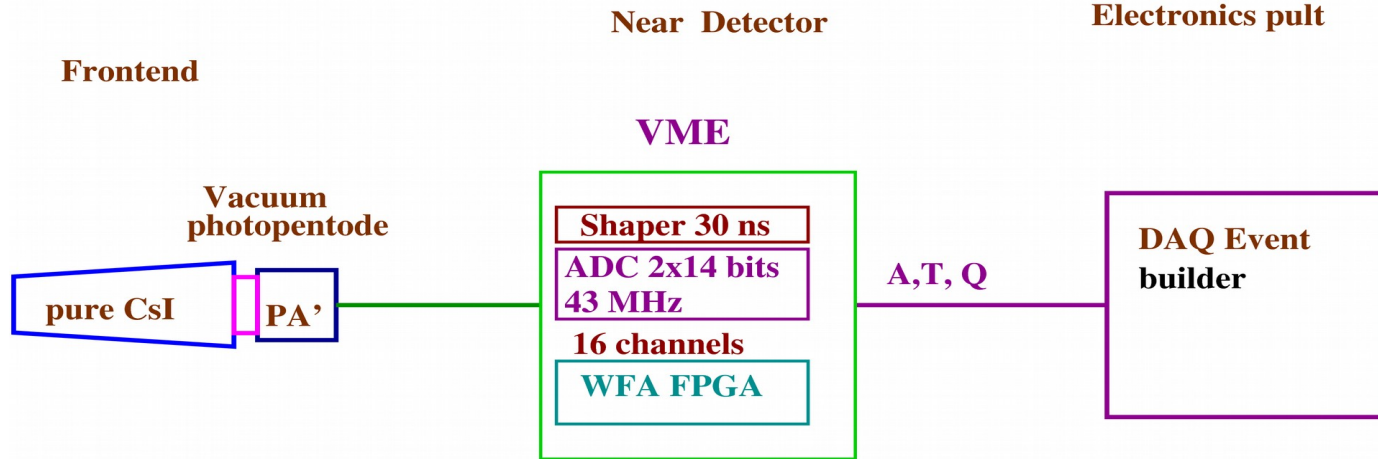 Near Detector
Electronics pult
Frontend
VME
Vacuum
photopentode
Shaper 30 ns
ADC 2x14 bits
43 MHz
16 channels
WFA FPGA
pure CsI
PA’
A,T, Q
DAQ Event
builder